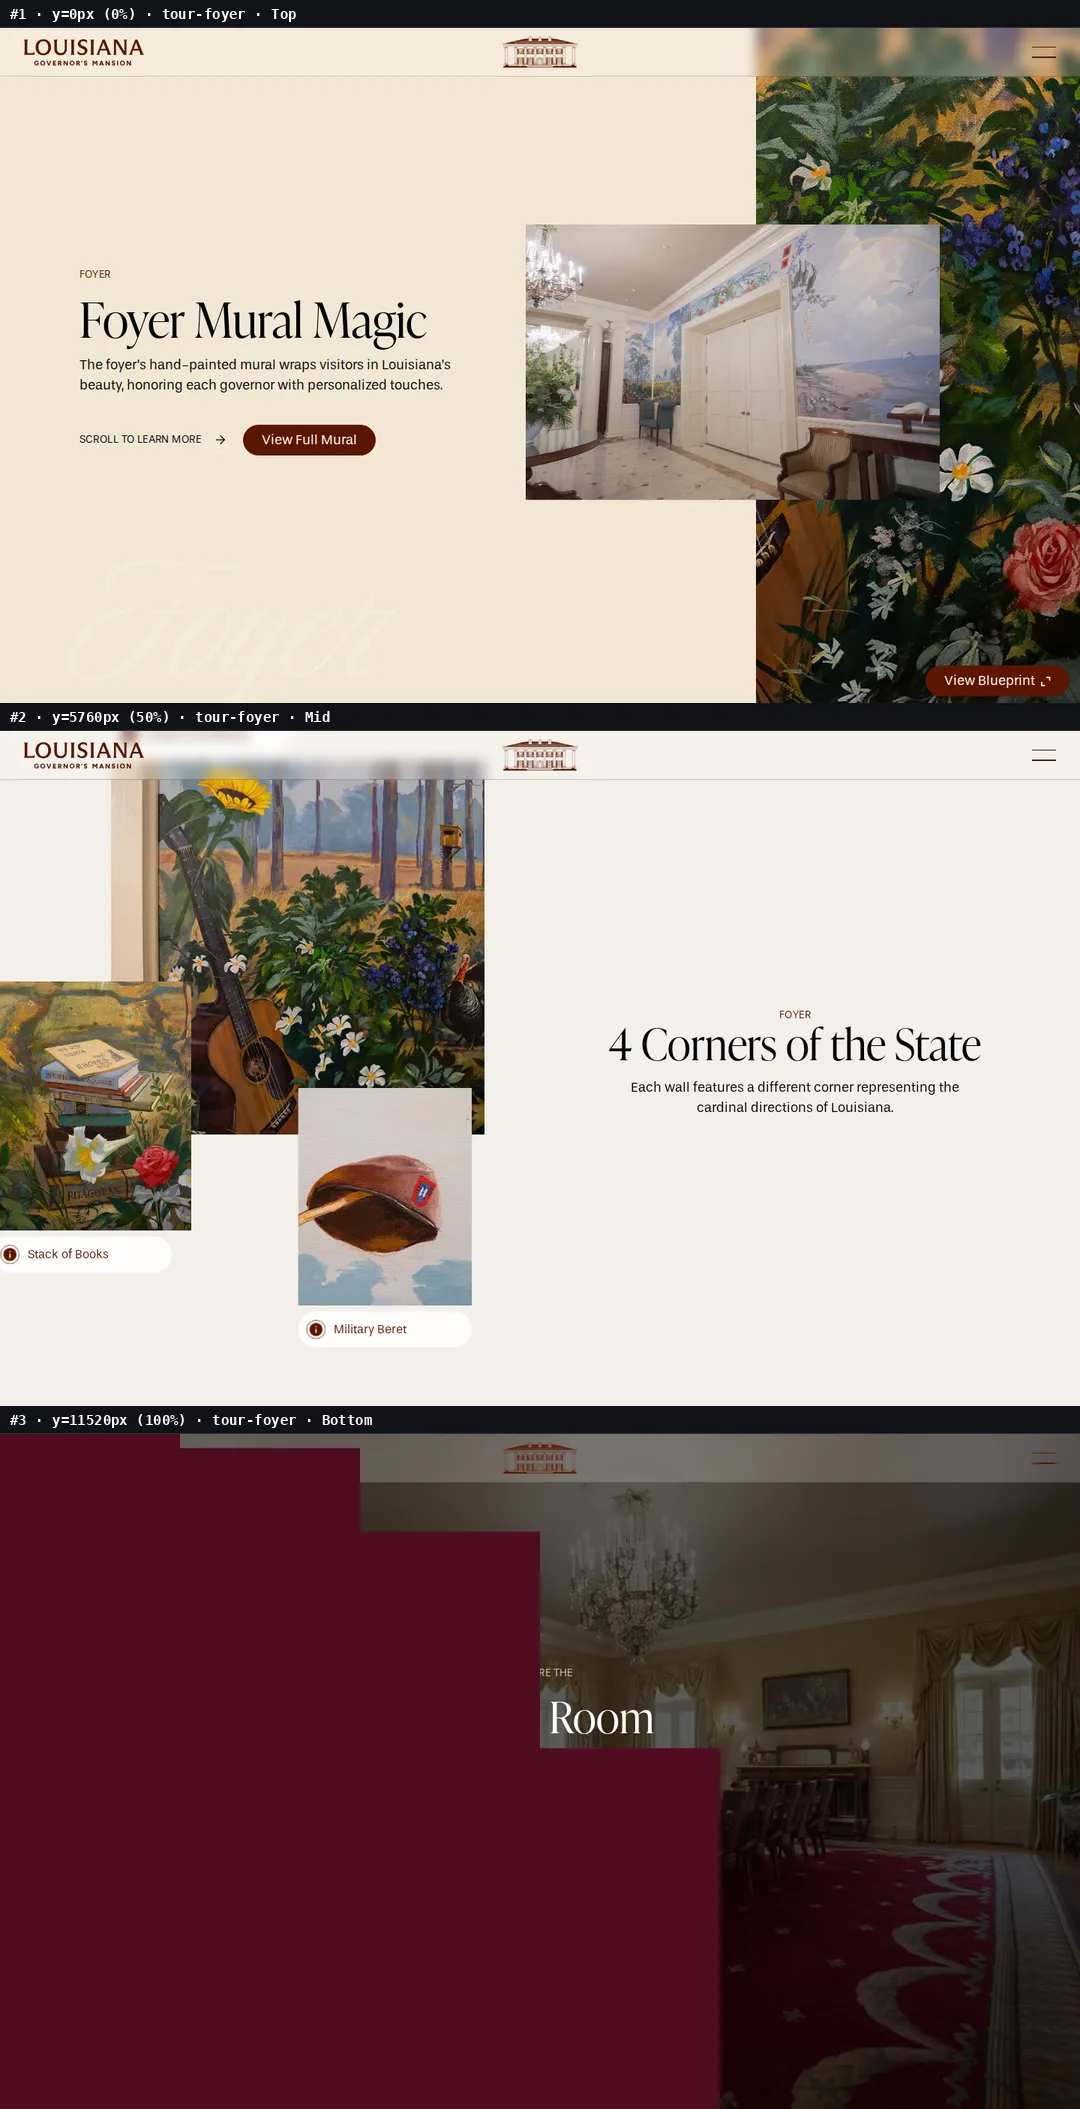 #1 · y=0px (0%) · tour-foyer · Top
LOUISIANA
GOVERNOR'S MANSION
FOYER
Foyer Mural Magic
The foyer's hand-painted mural wraps visitors in Louisiana's
beauty, honoring each governor with personalized touches.
SCROLL TO LEARN MORE
View Full Mural
Foyer
View Blueprint
#2 · y=5760px (50%) · tour-foyer · Mid
LOUISIANA
GOVERNOR'S MANSION
FOYER
4 Corners of the State
Each wall features a different corner representing the
cardinal directions of Louisiana.
Stack of Books
Military Beret
#3 · y=11520px (100%) · tour-foyer · Bottom
RE THE
Room